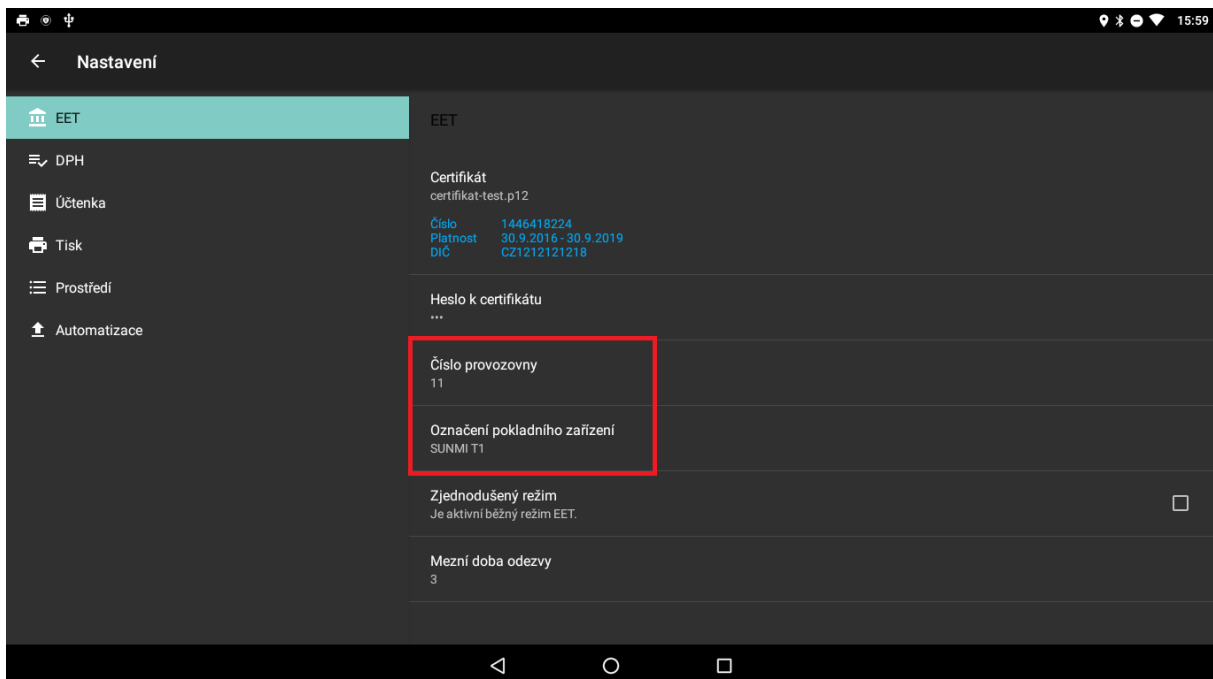 15:59
Nastavení
EET
DPH
Účtenka
Tisk
Prostředí
Automatizace
EET
Certifikát
certifikat-test.p12
Číslo 1446418224
Platnost 30.9.2016 - 30.9.2019
DIČ CZ1212121218
Heslo k certifikátu
•••
Číslo provozovny
11
Označení pokladního zařízení
SUNMI T1
Zjednodušený režim
Je aktivní běžný režim EET.
Mezní doba odezvy
3